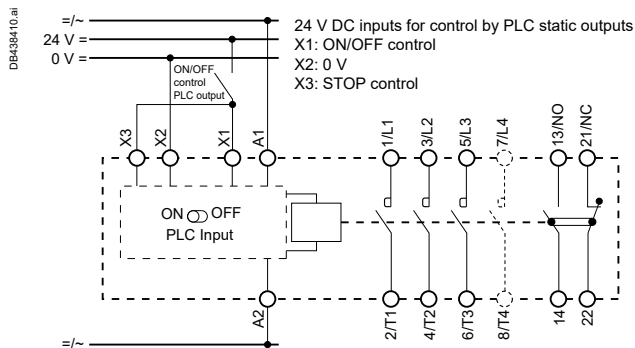 DB438410.ai
=/~
24 V =
0 V =
24 V DC inputs for control by PLC static outputs
X1: ON/OFF control
X2: 0 V
X3: STOP control
ON/OFF
control
PLC output
X3
X2
X1
A1
1/L1
3/L2
5/L3
7/L4
13/NO
21/NC
ON OFF
PLC Input
A2
2/T1
4/T2
6/T3
8/T4
14
22
=/~